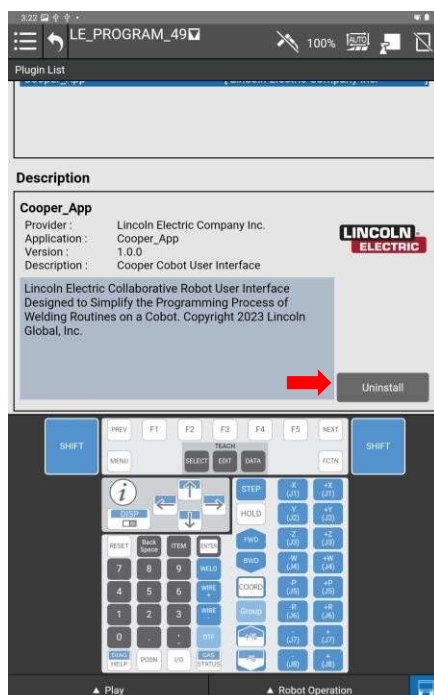 3:22
LE_PROGRAM_49
100%
AUTO
Plugin List
Cooper_App [ Lincoln Electric Company Inc. ]
Description
Cooper_App
Provider : Lincoln Electric Company Inc.
Application : Cooper_App
Version : 1.0.0
Description : Cooper Cobot User Interface
LINCOLN
ELECTRIC
Lincoln Electric Collaborative Robot User Interface
Designed to Simplify the Programming Process of
Welding Routines on a Cobot. Copyright 2023 Lincoln
Global, Inc.
Uninstall
SHIFT
PREV F1 F2 F3 F4 F5 NEXT
SHIFT
TEACH
MENU SELECT EDIT DATA FCTN
i
DISP
STEP -X (J1) +X (J1)
HOLD -Y (J2) +Y (J2)
RESET Back Space ITEM ENTER FWD -Z (J3) +Z (J3)
7 8 9 WELD BWD -W (J4) +W (J4)
4 5 6 WIRE + COORD -P (J5) +P (J5)
1 2 3 WIRE - Group -R (J6) +R (J6)
0 . , - OTF +% - (J7) + (J7)
DIAG HELP POSN I/O GAS STATUS -% - (J8) + (J8)
Play
Robot Operation